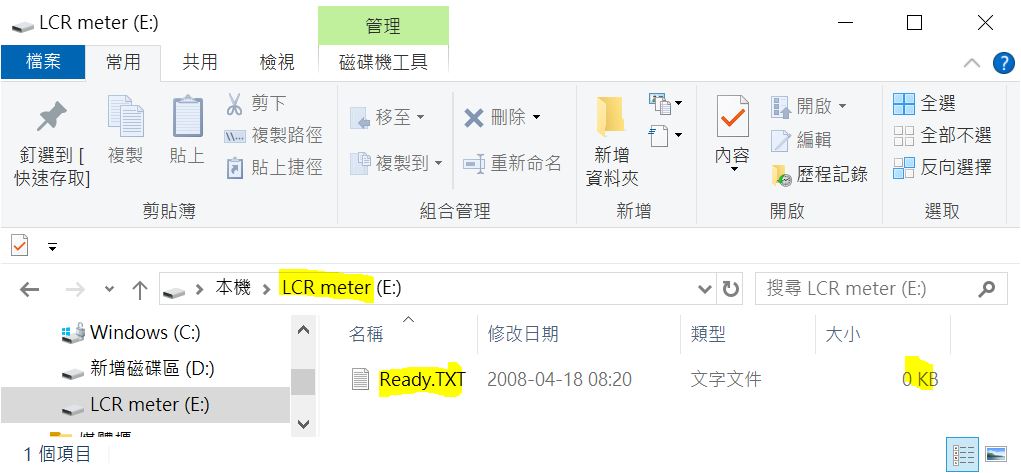 LCR meter (E:)
管理
檔案 常用 共用 檢視 磁碟機工具
釘選到 [
快速存取]
複製
貼上
剪下
複製路徑
貼上捷徑
剪貼簿
移至
複製到
刪除
重新命名
組合管理
新增
資料夾
新增
內容
開啟
編輯
歷程記錄
開啟
全選
全部不選
反向選擇
選取
本機 LCR meter (E:)
搜尋 LCR meter (E:)
Windows (C:)
新增磁碟區 (D:)
LCR meter (E:)
名稱 修改日期 類型 大小
Ready.TXT 2008-04-18 08:20 文字文件 0 KB
1 個項目